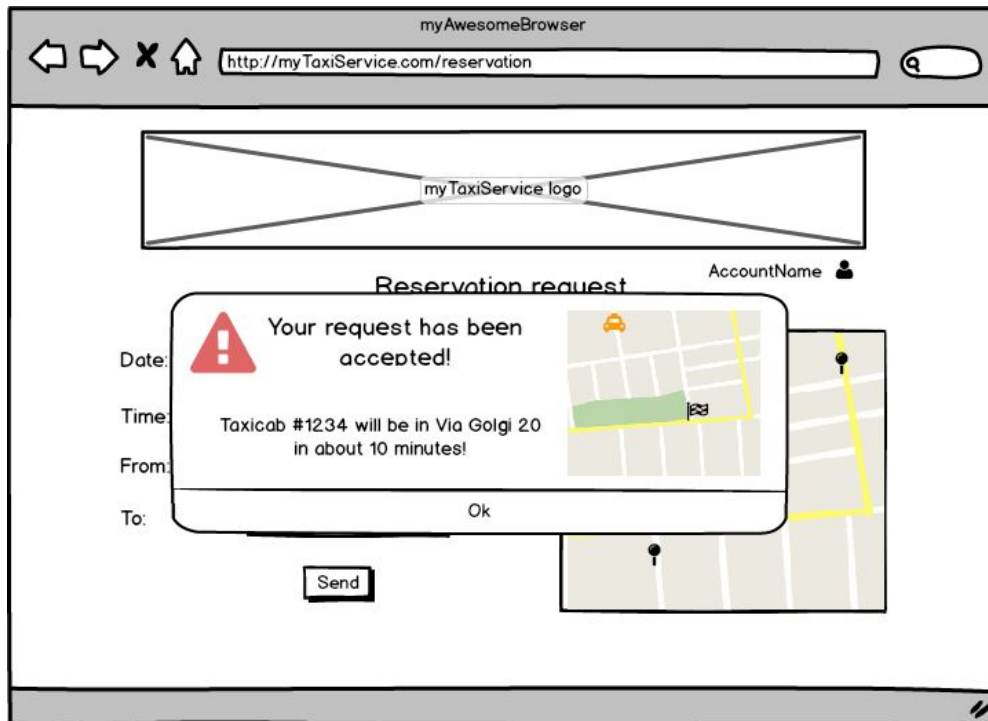 myAwesomeBrowser
http://myTaxiService.com/reservation
myTaxiService logo
AccountName
Reservation request
Your request has been
accepted!
Date:
Time:
Taxicab #1234 will be in Via Golgi 20
in about 10 minutes!
From:
To:
Ok
Send